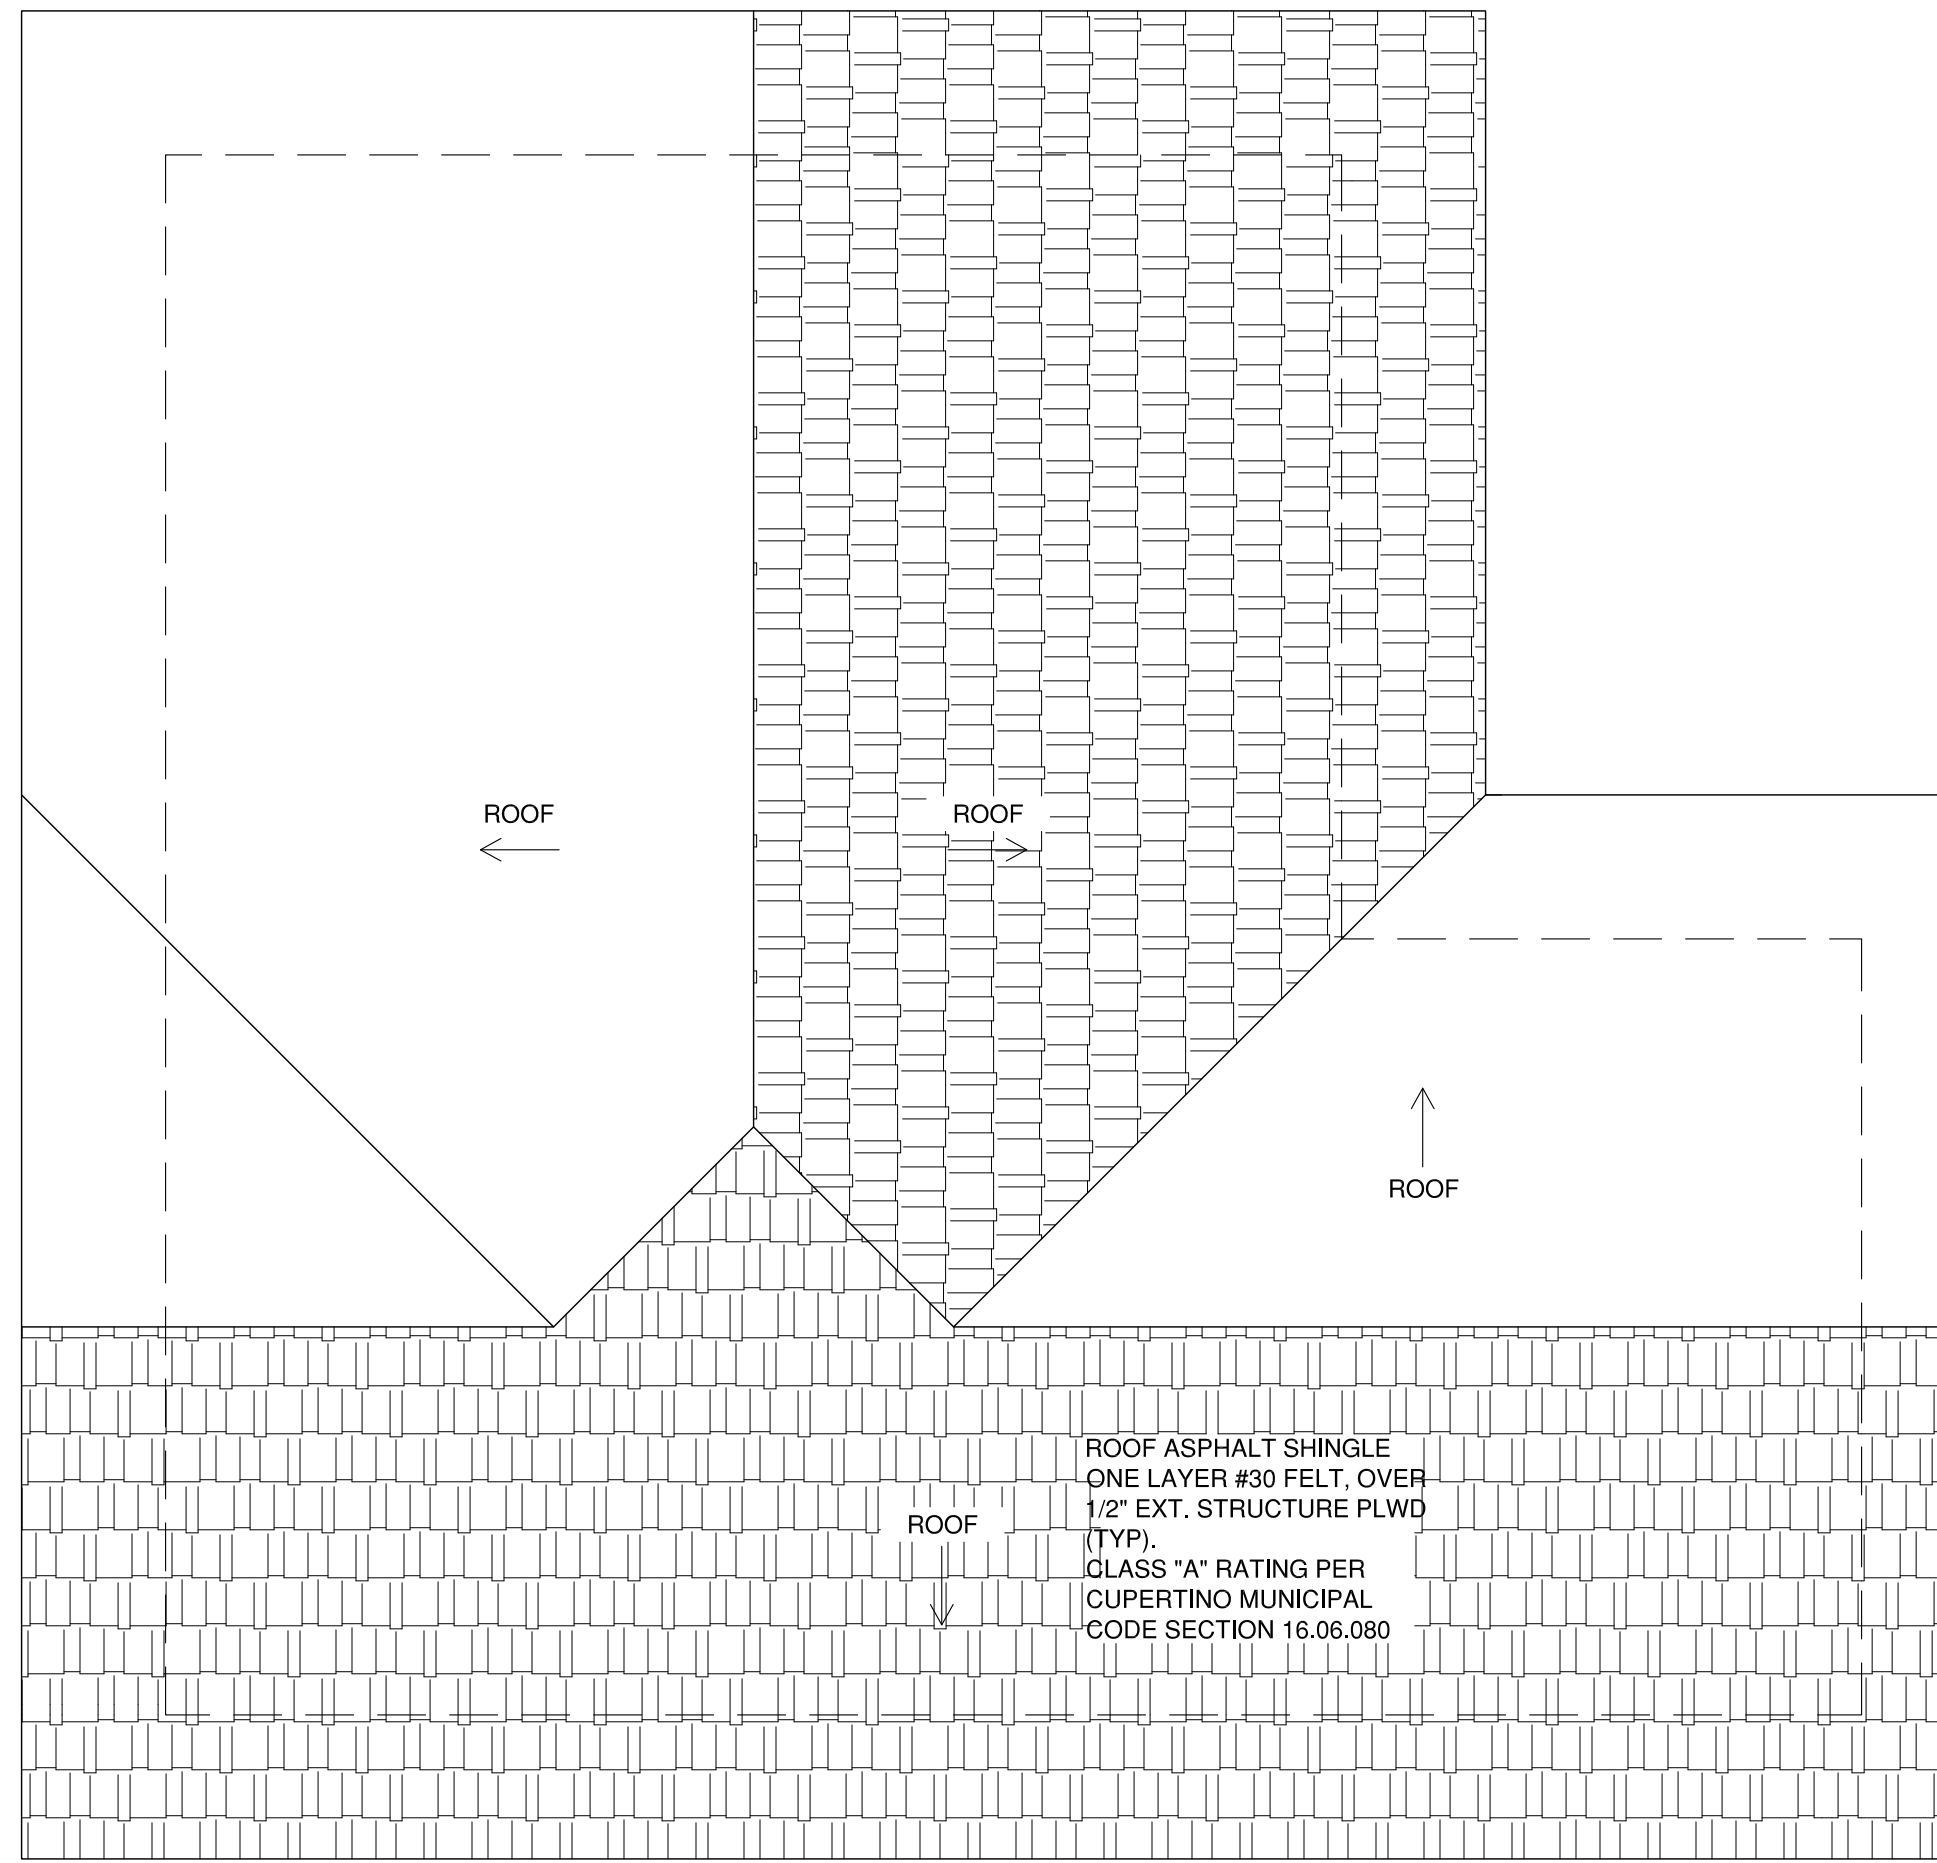 ROOF
ROOF
ROOF
ROOF
ROOF ASPHALT SHINGLE
ONE LAYER #30 FELT, OVER
1/2" EXT. STRUCTURE PLWD
(TYP).
CLASS "A" RATING PER
CUPERTINO MUNICIPAL
CODE SECTION 16.06.080